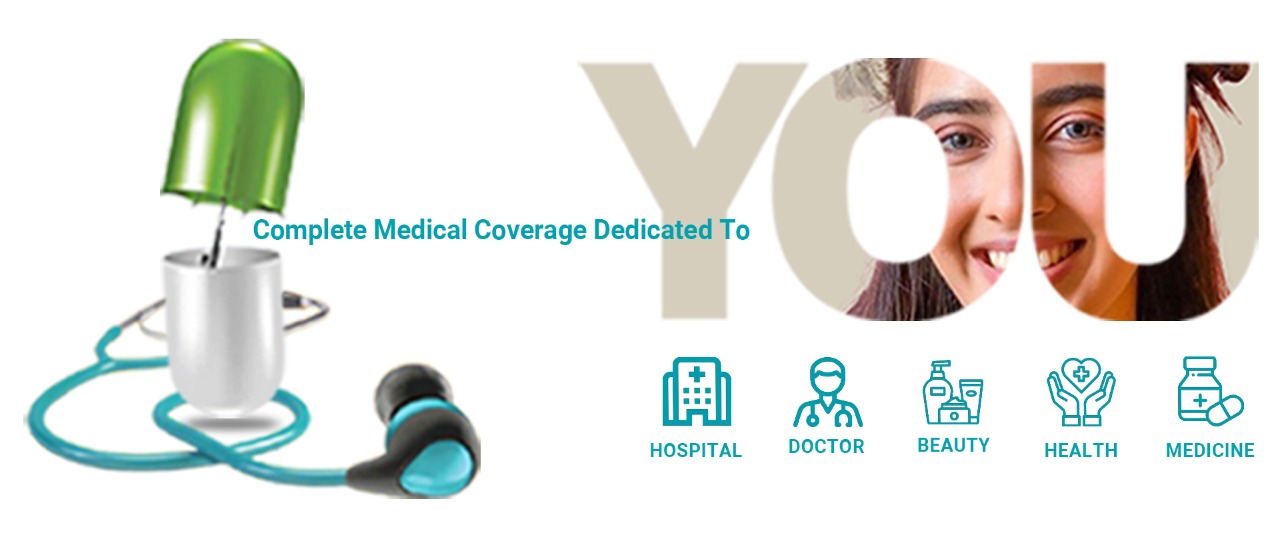 Complete Medical Coverage Dedicated To
YOU
HOSPITAL
DOCTOR
BEAUTY
HEALTH
MEDICINE